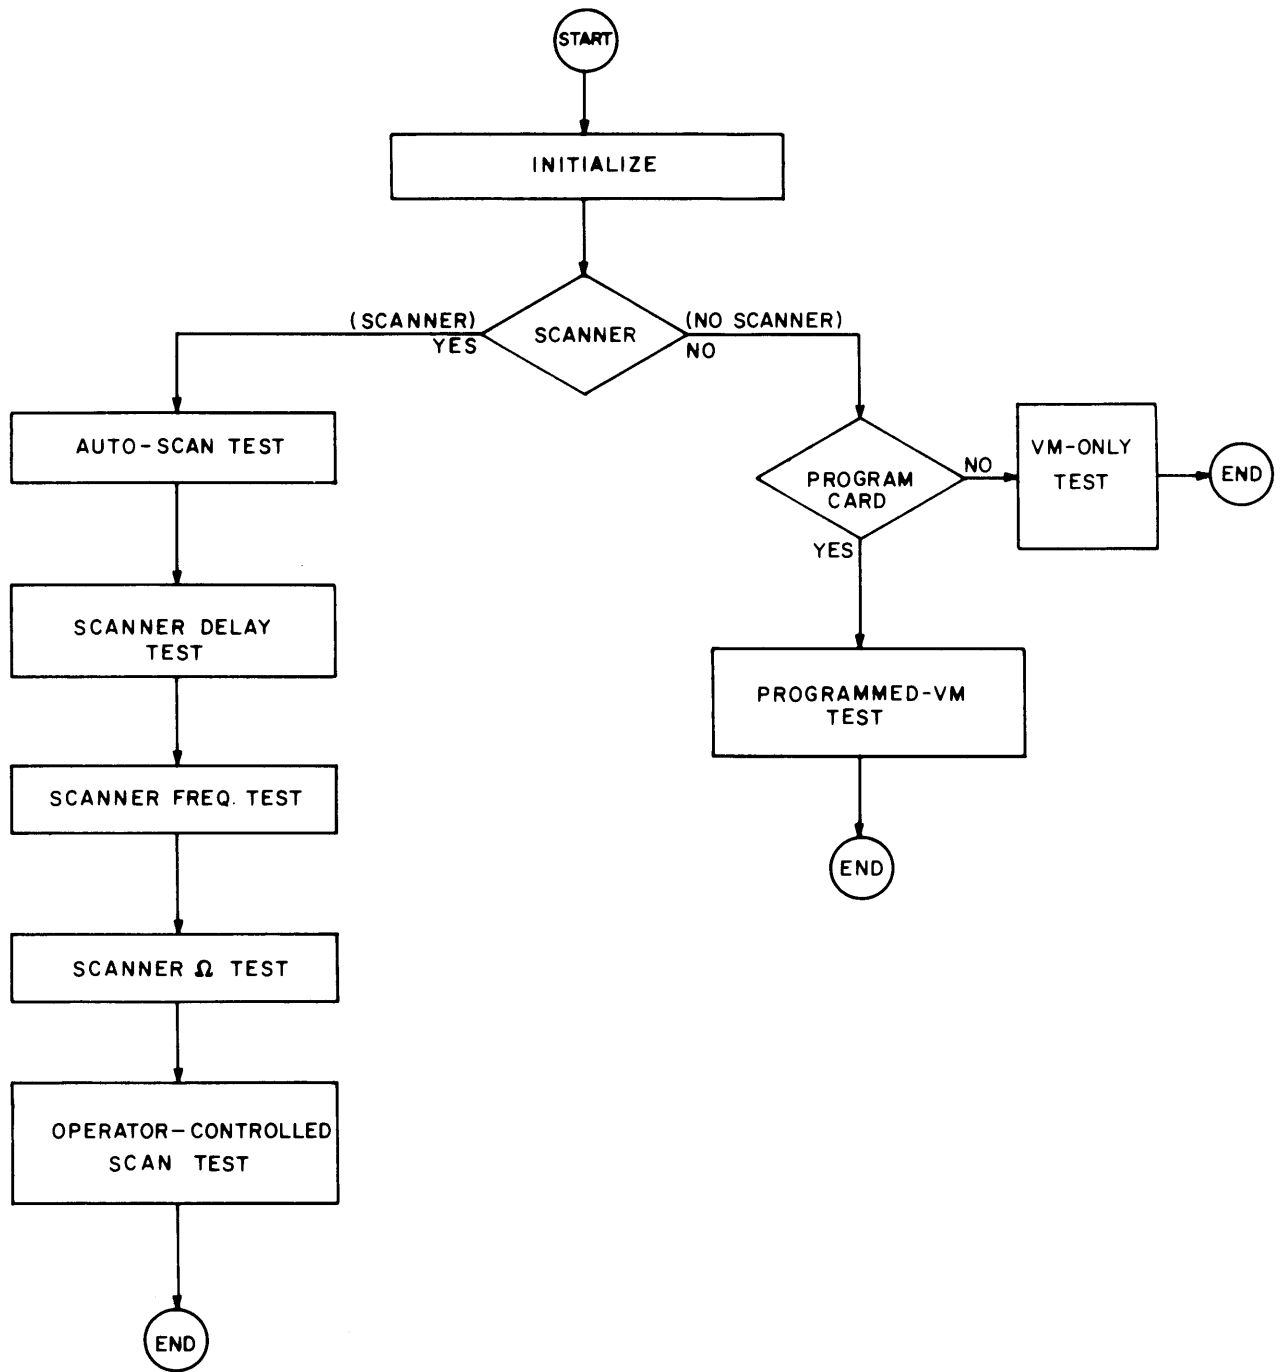 START
INITIALIZE
(SCANNER)
YES
SCANNER
(NO SCANNER)
NO
AUTO-SCAN TEST
PROGRAM
CARD
NO
YES
VM-ONLY
TEST
END
SCANNER DELAY
TEST
PROGRAMMED-VM
TEST
SCANNER FREQ. TEST
END
SCANNER Ω TEST
OPERATOR-CONTROLLED
SCAN TEST
END